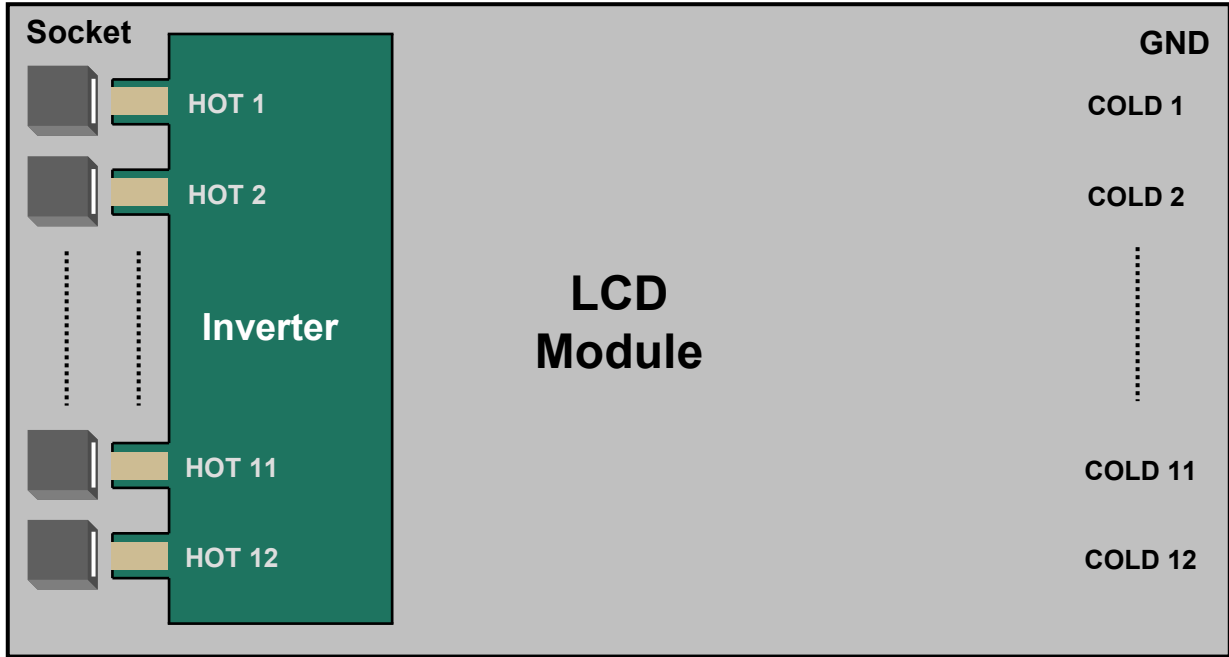 Socket
GND
HOT 1
COLD 1
HOT 2
COLD 2
Inverter
LCD
Module
HOT 11
COLD 11
HOT 12
COLD 12